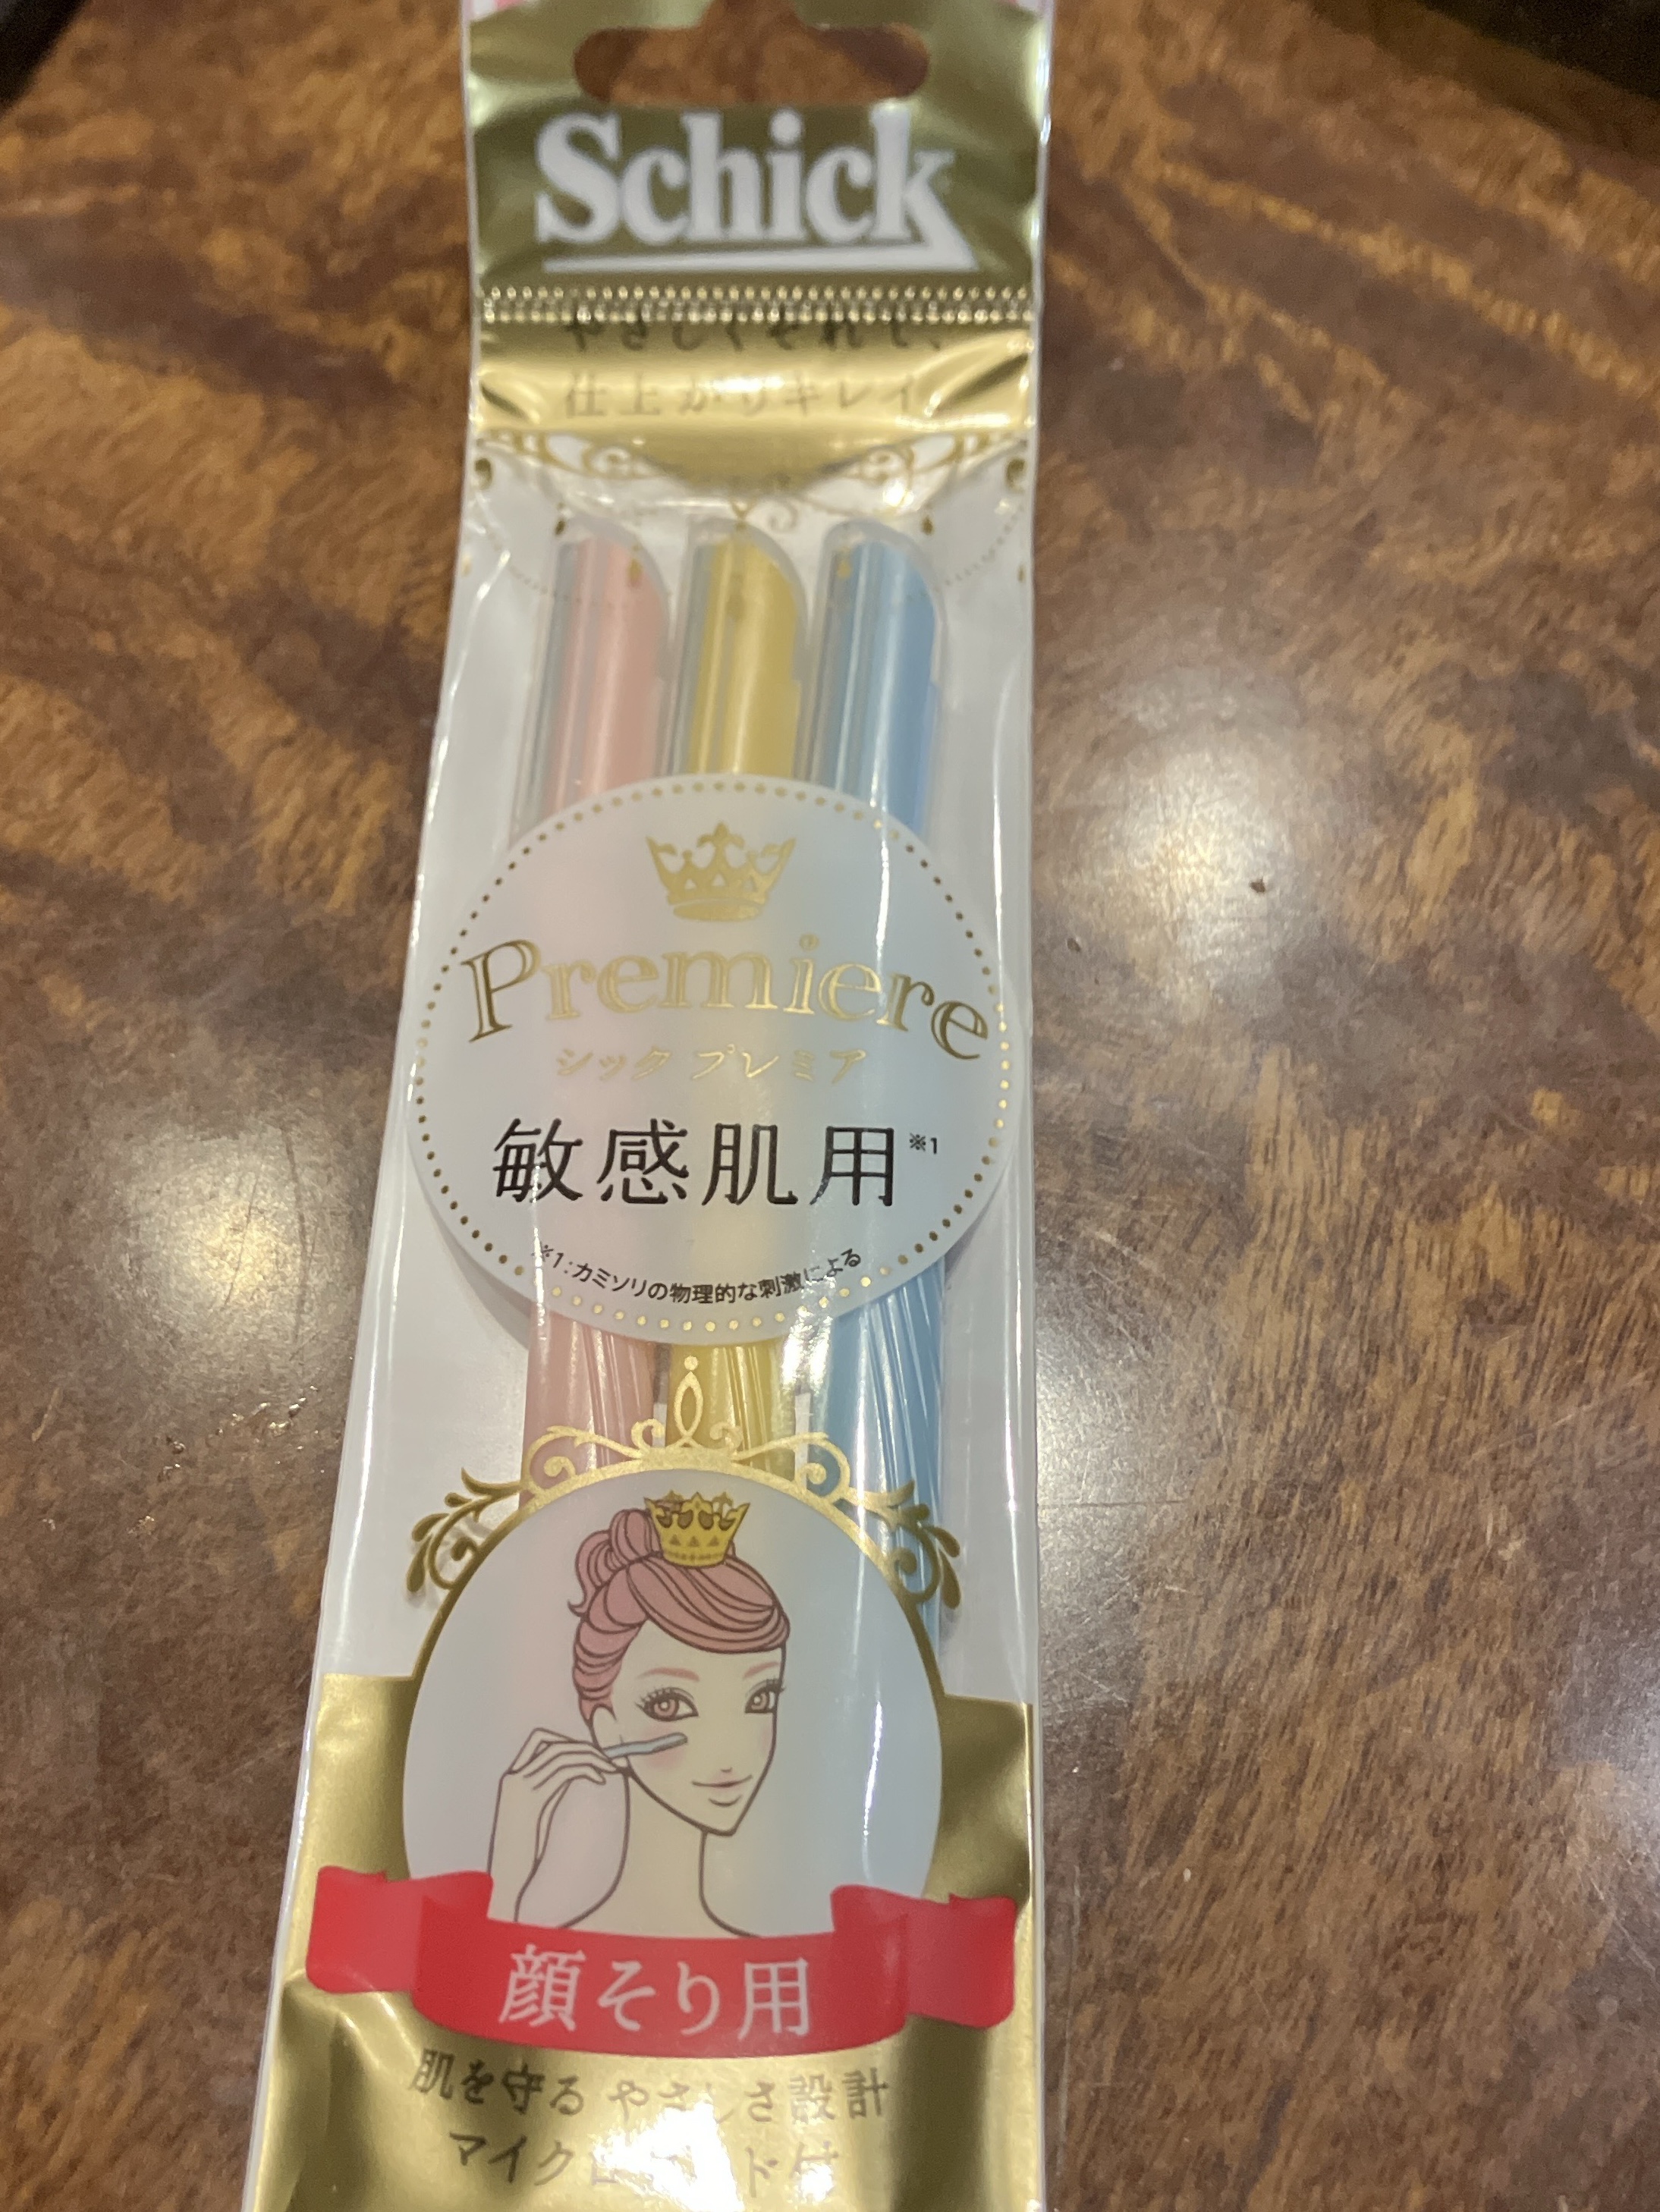 Schick
やさしくそれて、
仕上がりキレイ
Premiere
シック プレミア
敏感肌用※1
※1:カミソリの物理的な刺激による
顔そり用
肌を守る やさしさ設計